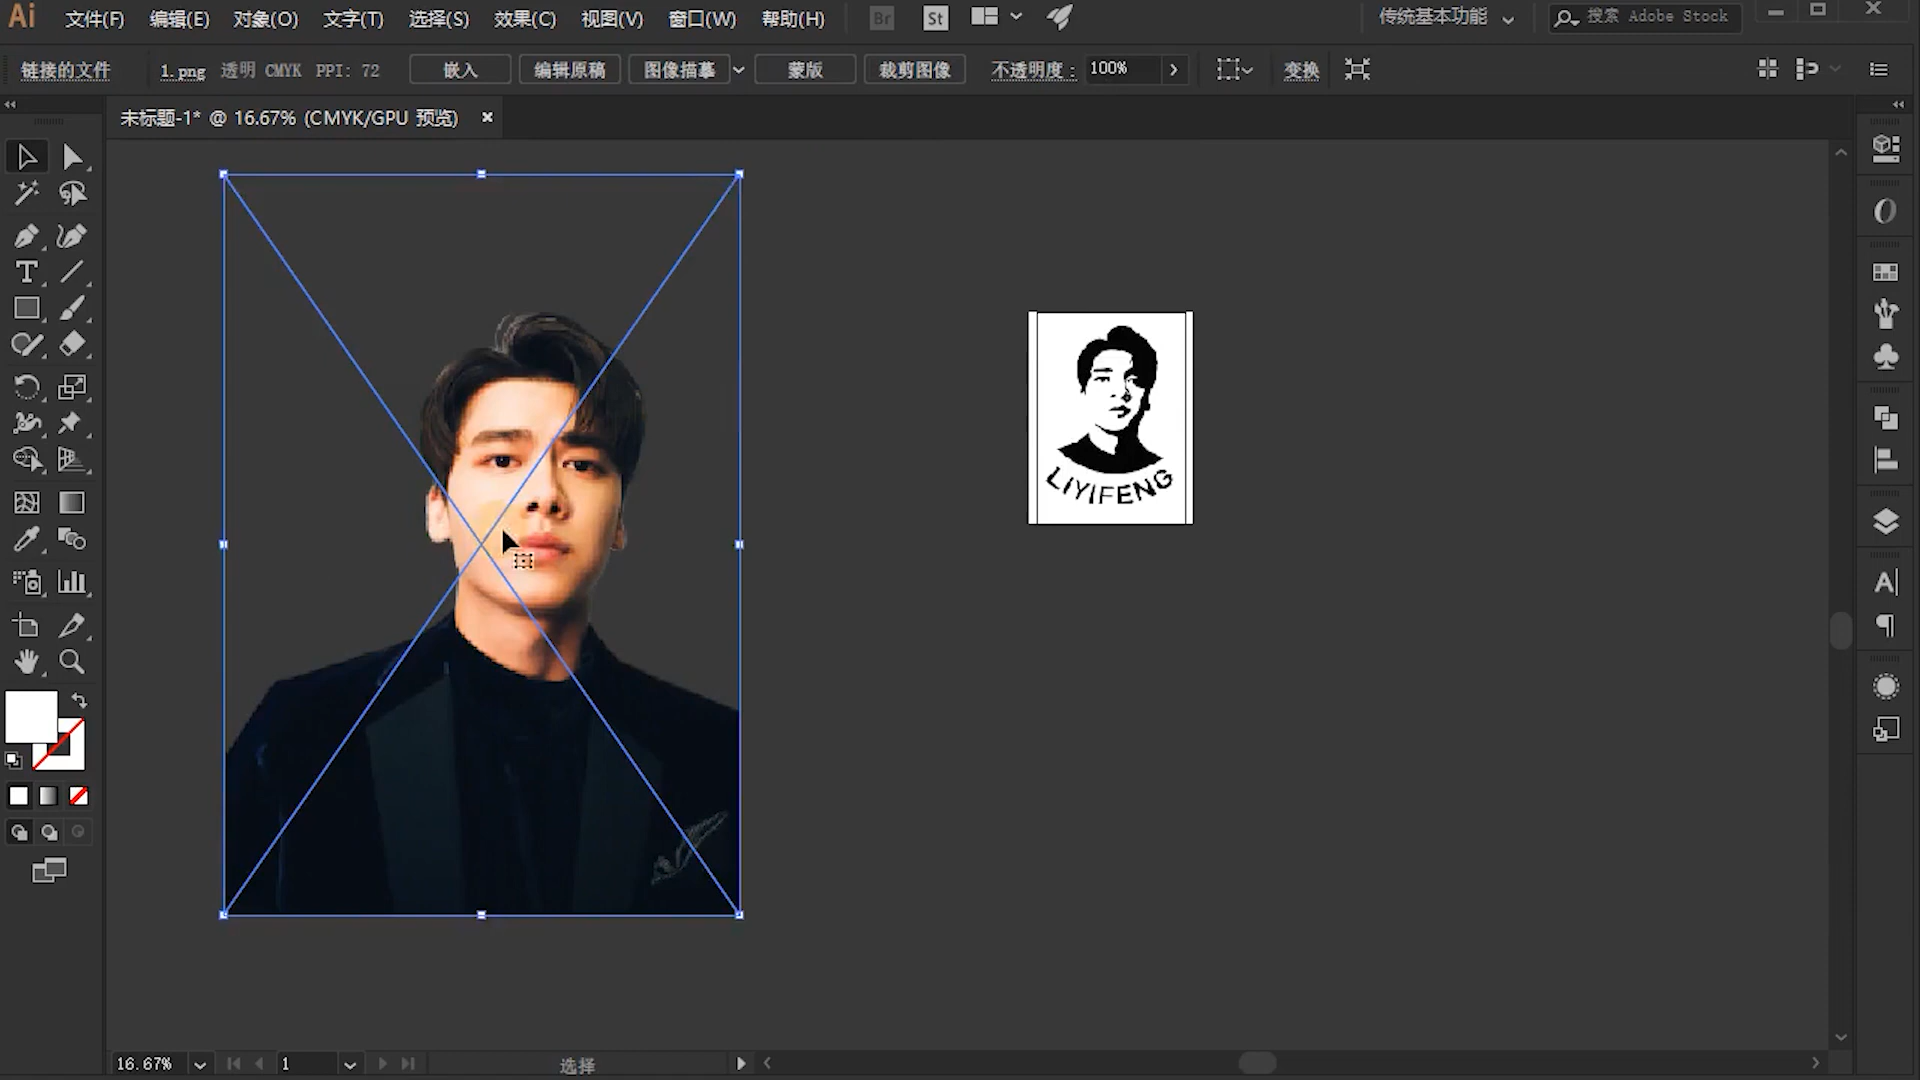 Ai 文件(F) 编辑(E) 对象(O) 文字(T) 选择(S) 效果(C) 视图(V) 窗口(W) 帮助(H) Br St 传统基本功能 搜索 Adobe Stock
链接的文件 1.png 透明 CMYK PPI: 72 嵌入 编辑原稿 图像描摹 蒙版 裁剪图像 不透明度: 100% 变换
未标题-1* @ 16.67% (CMYK/GPU 预览)
LIYIFENG
16.67% 1 选择